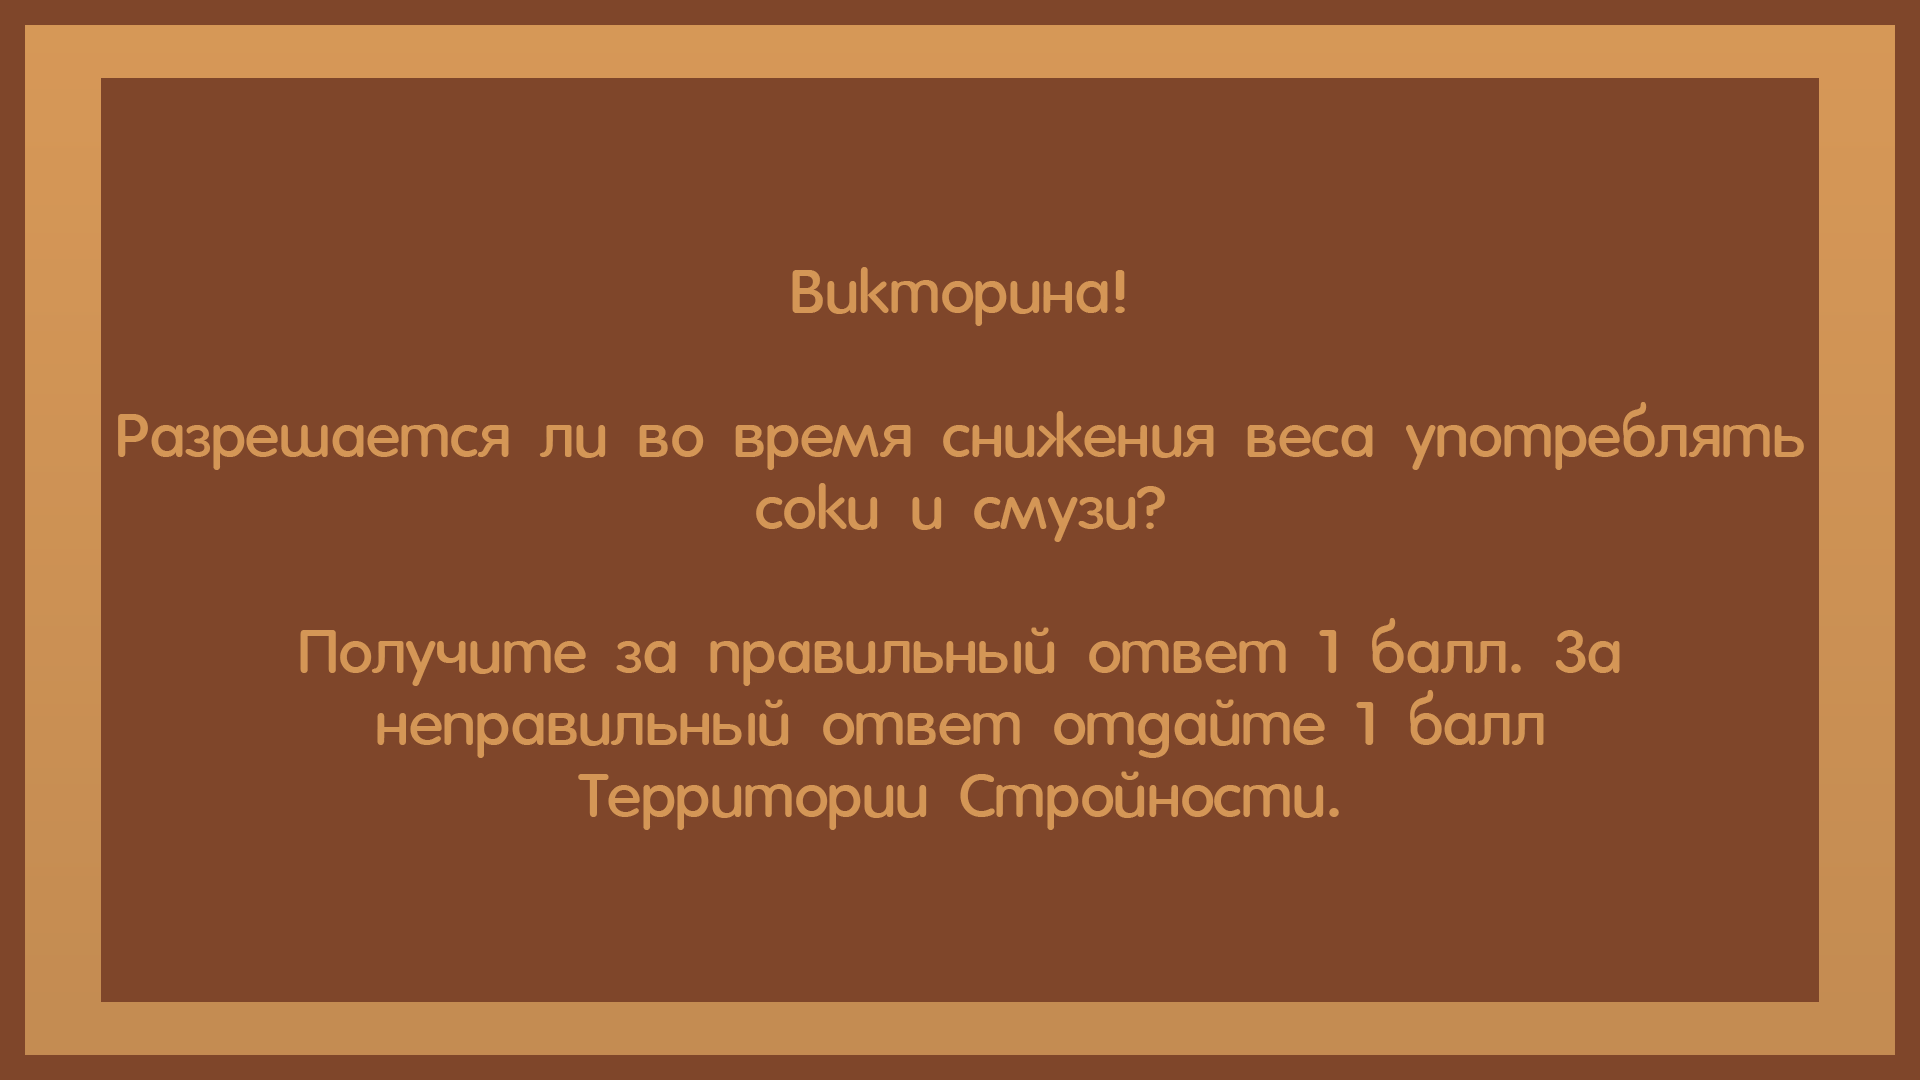 Викторина!
Разрешается ли во время снижения веса употреблять
соки и смузи?
Получите за правильный ответ 1 балл. За
неправильный ответ отдайте 1 балл
Территории Стройности.